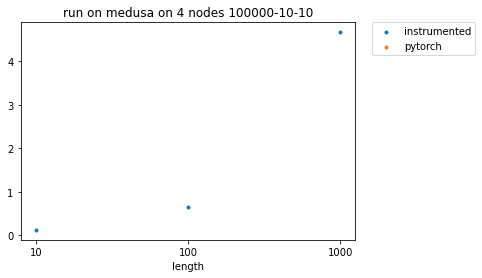 run on medusa on 4 nodes 100000-10-10
instrumented
pytorch
4
3
2
1
0
10 100 1000
length